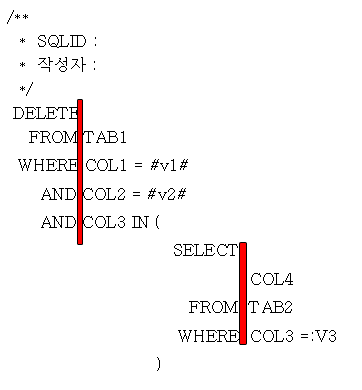 /**
* SQLID :
* 작성자 :
*/
DELETE
FROM TAB1
WHERE COL1 = #v1#
AND COL2 = #v2#
AND COL3 IN (
SELECT
COL4
FROM TAB2
WHERE COL3 =:V3
)